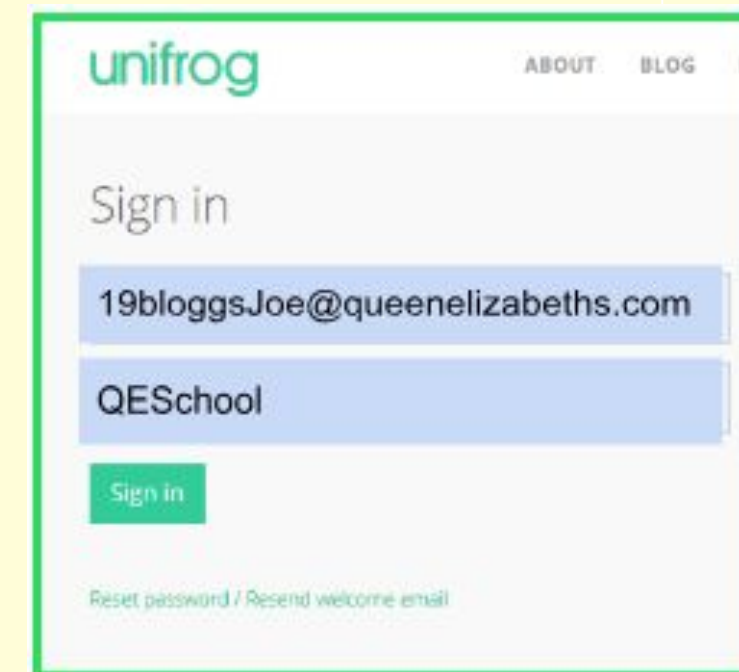 unifrog
ABOUT BLOG
Sign in
19bloggsJoe@queenelizabeths.com
QESchool
Sign in
Reset password / Resend welcome email